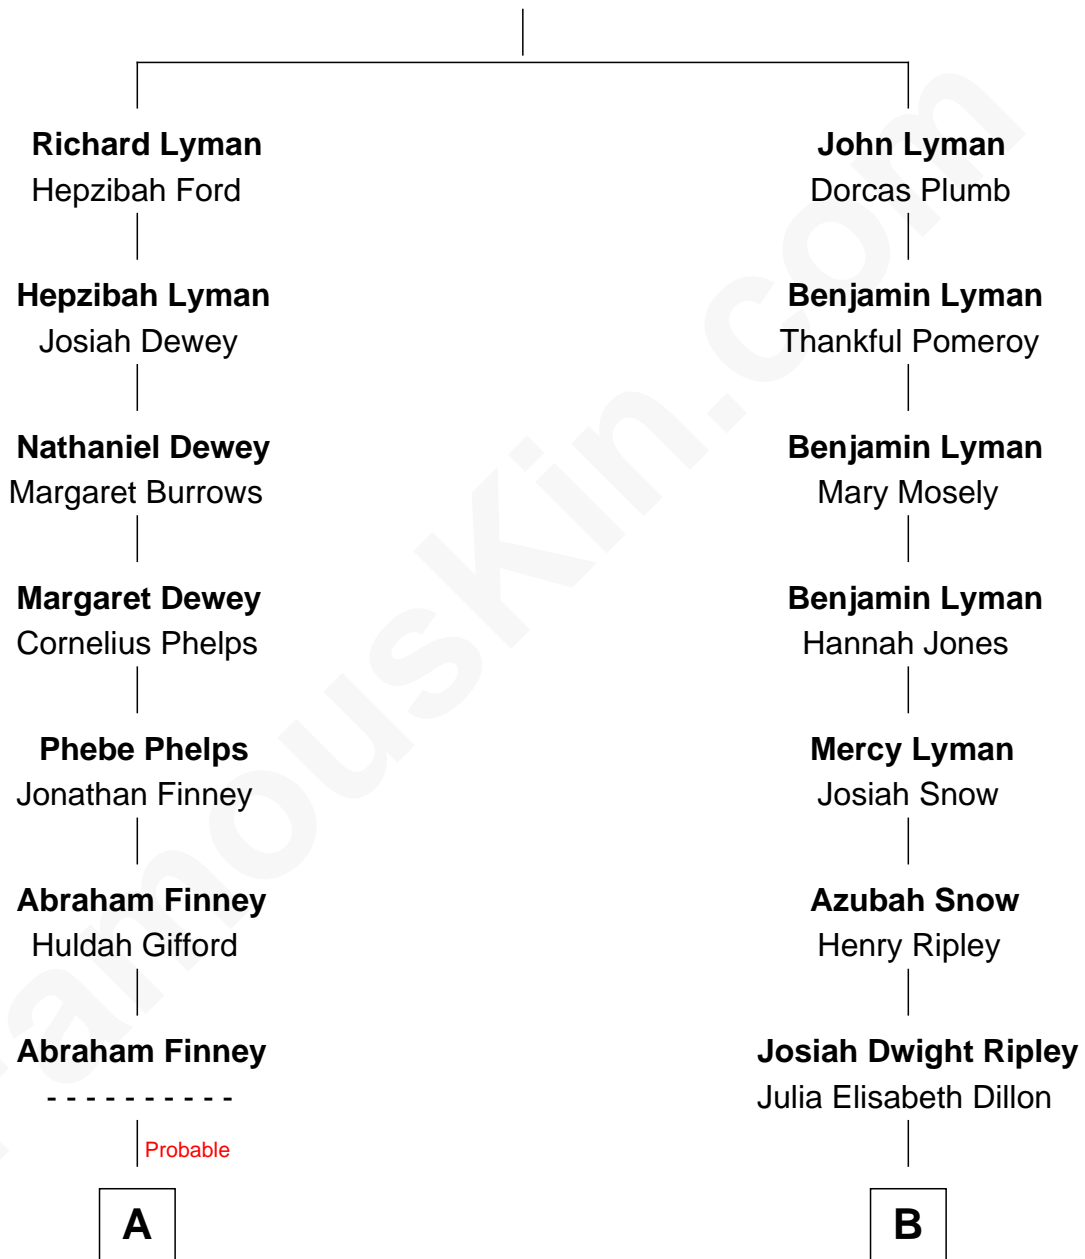 Richard Lyman
Hepzibah Ford
John Lyman
Dorcas Plumb
Hepzibah Lyman
Josiah Dewey
Benjamin Lyman
Thankful Pomeroy
Nathaniel Dewey
Margaret Burrows
Benjamin Lyman
Mary Mosely
Margaret Dewey
Cornelius Phelps
Benjamin Lyman
Hannah Jones
Phebe Phelps
Jonathan Finney
Mercy Lyman
Josiah Snow
Abraham Finney
Huldah Gifford
Azubah Snow
Henry Ripley
Abraham Finney
- - - - - - - - - -
Josiah Dwight Ripley
Julia Elisabeth Dillon
Probable
A
B
FamousKin.com